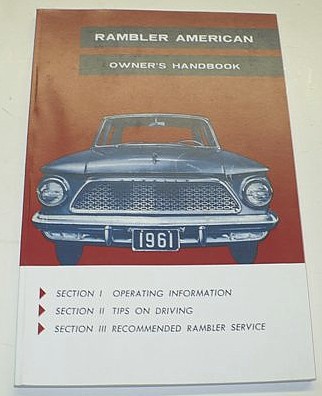 RAMBLER AMERICAN
OWNER'S HANDBOOK
1961
SECTION I OPERATING INFORMATION
SECTION II TIPS ON DRIVING
SECTION III RECOMMENDED RAMBLER SERVICE